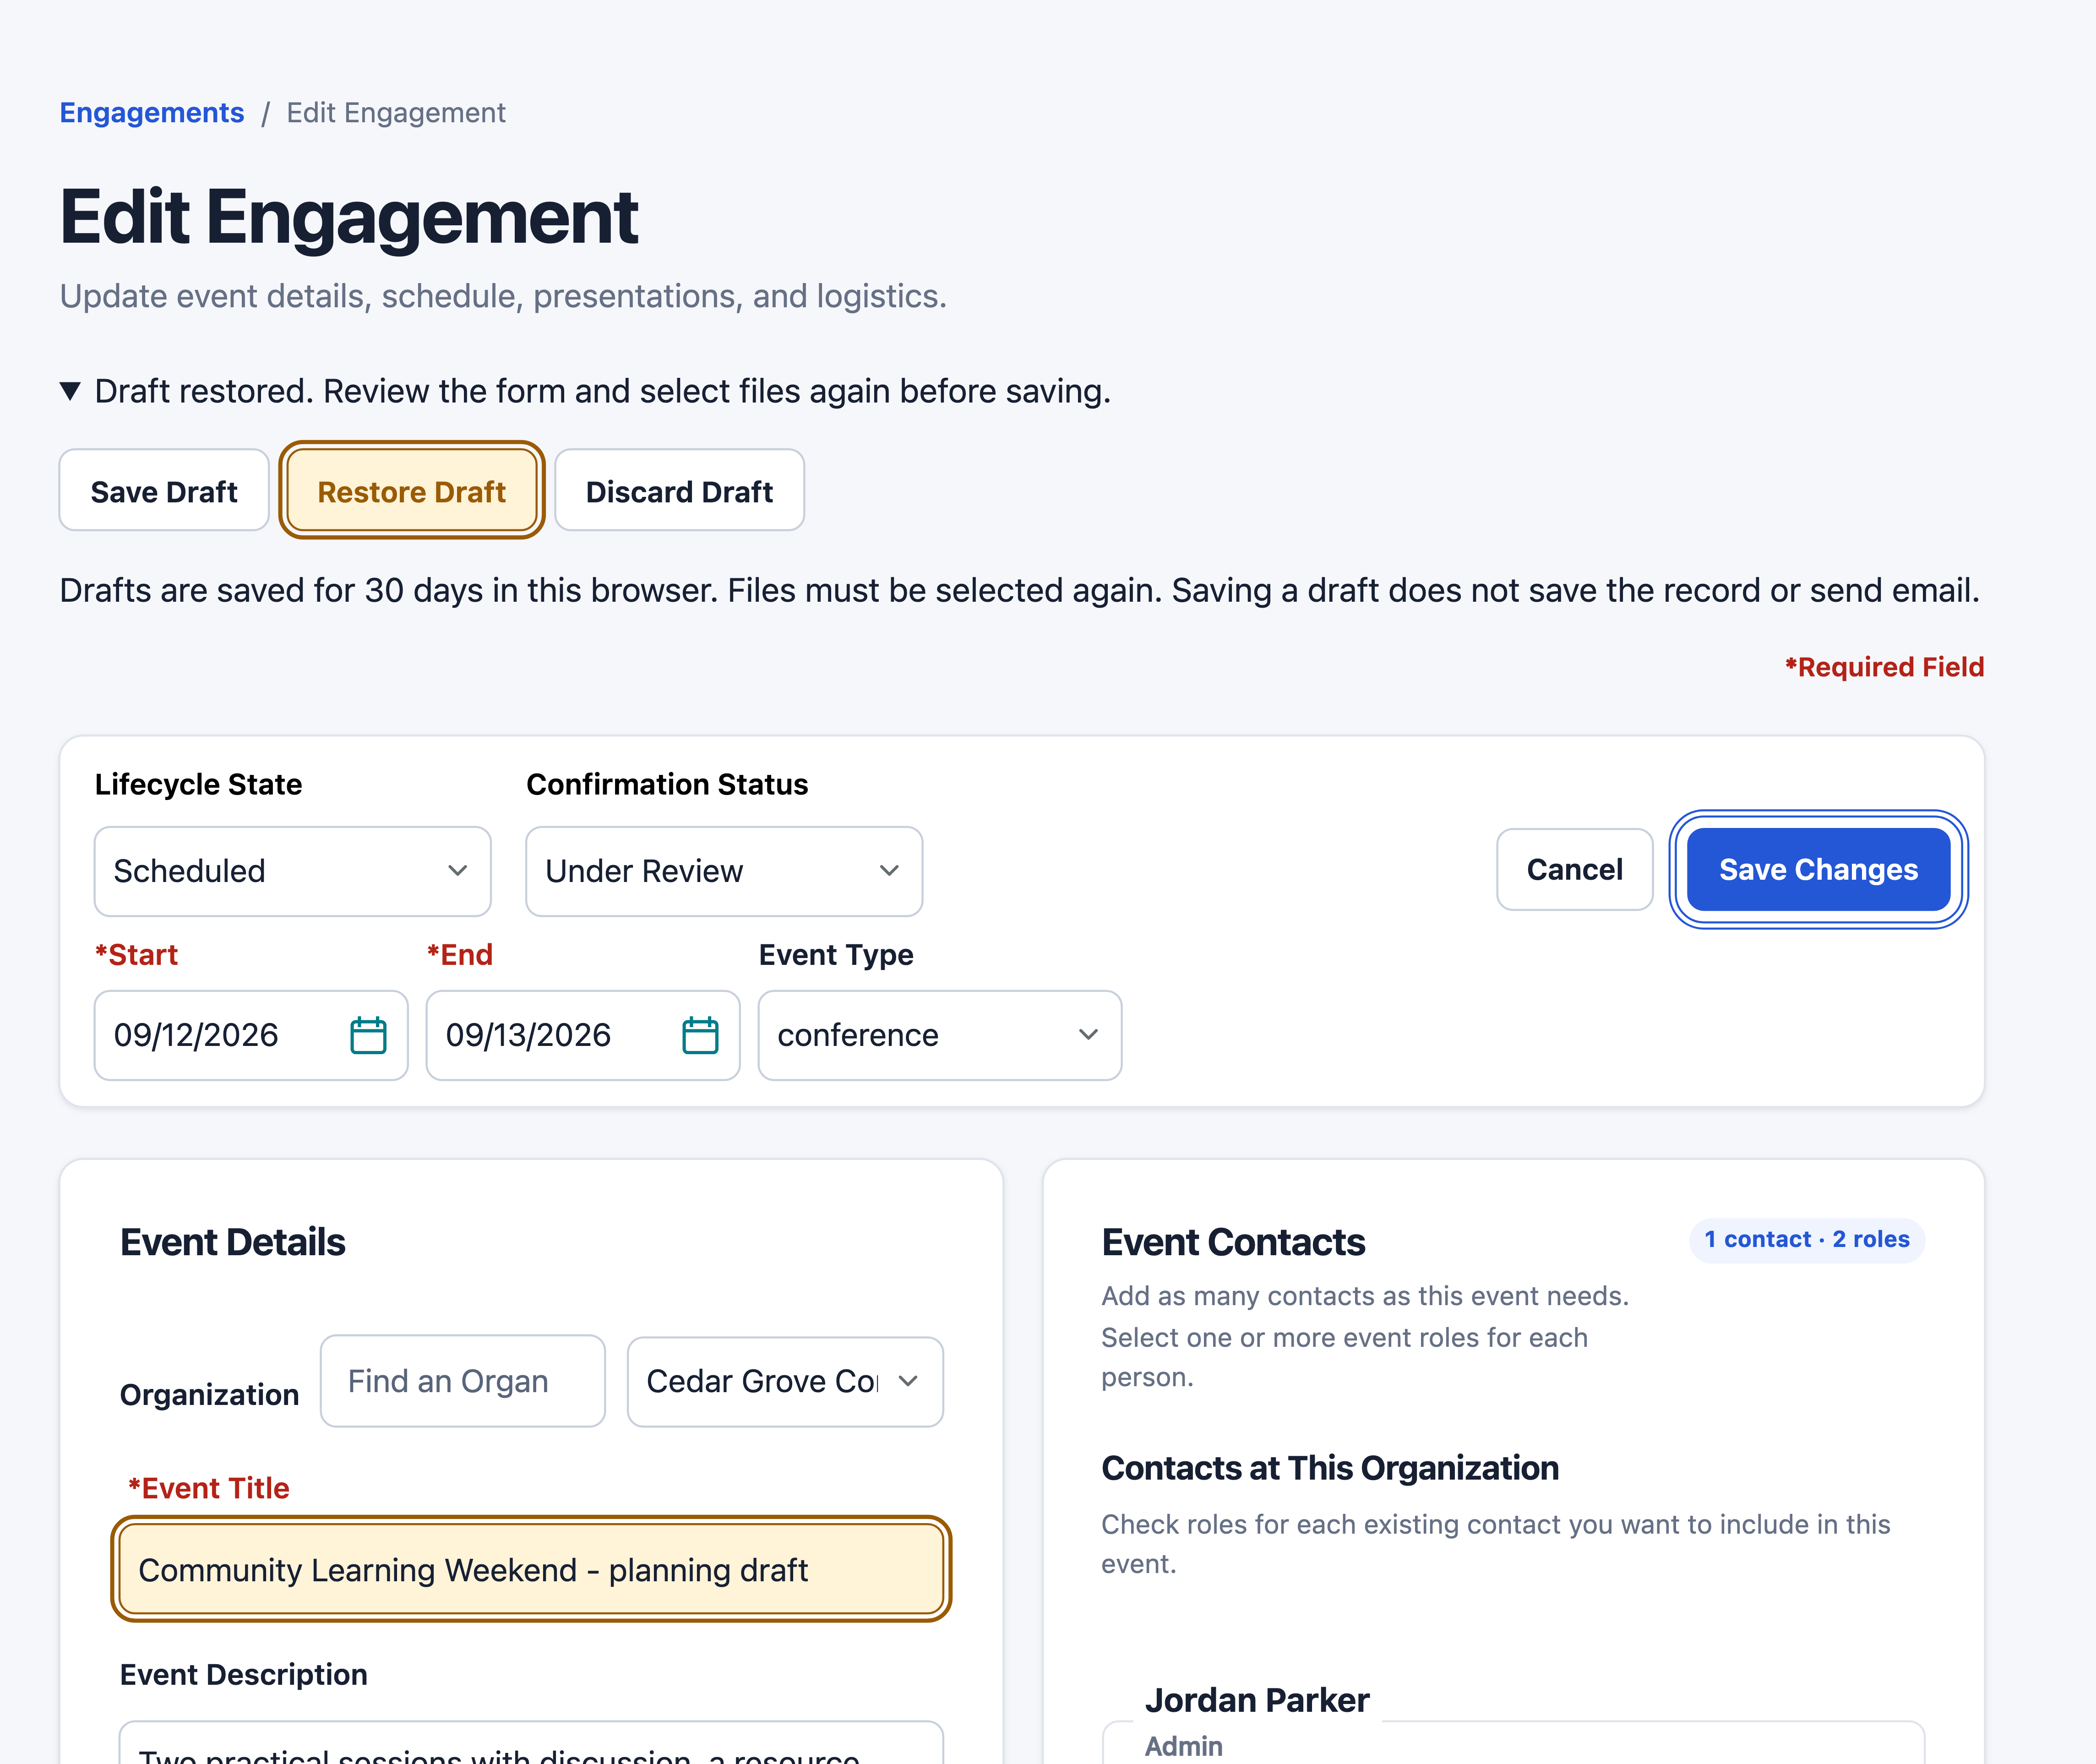 Engagements / Edit Engagement
Edit Engagement
Update event details, schedule, presentations, and logistics.
▼ Draft restored. Review the form and select files again before saving.
Save Draft Restore Draft Discard Draft
Drafts are saved for 30 days in this browser. Files must be selected again. Saving a draft does not save the record or send email.
*Required Field
Lifecycle State Confirmation Status
Scheduled Under Review Cancel Save Changes
*Start *End Event Type
09/12/2026 09/13/2026 conference
Event Details
Organization Find an Organ Cedar Grove Co
*Event Title
Community Learning Weekend - planning draft
Event Description
Two practical sessions with discussion, a resource
Event Contacts 1 contact · 2 roles
Add as many contacts as this event needs.
Select one or more event roles for each
person.
Contacts at This Organization
Check roles for each existing contact you want to include in this
event.
Jordan Parker
Admin